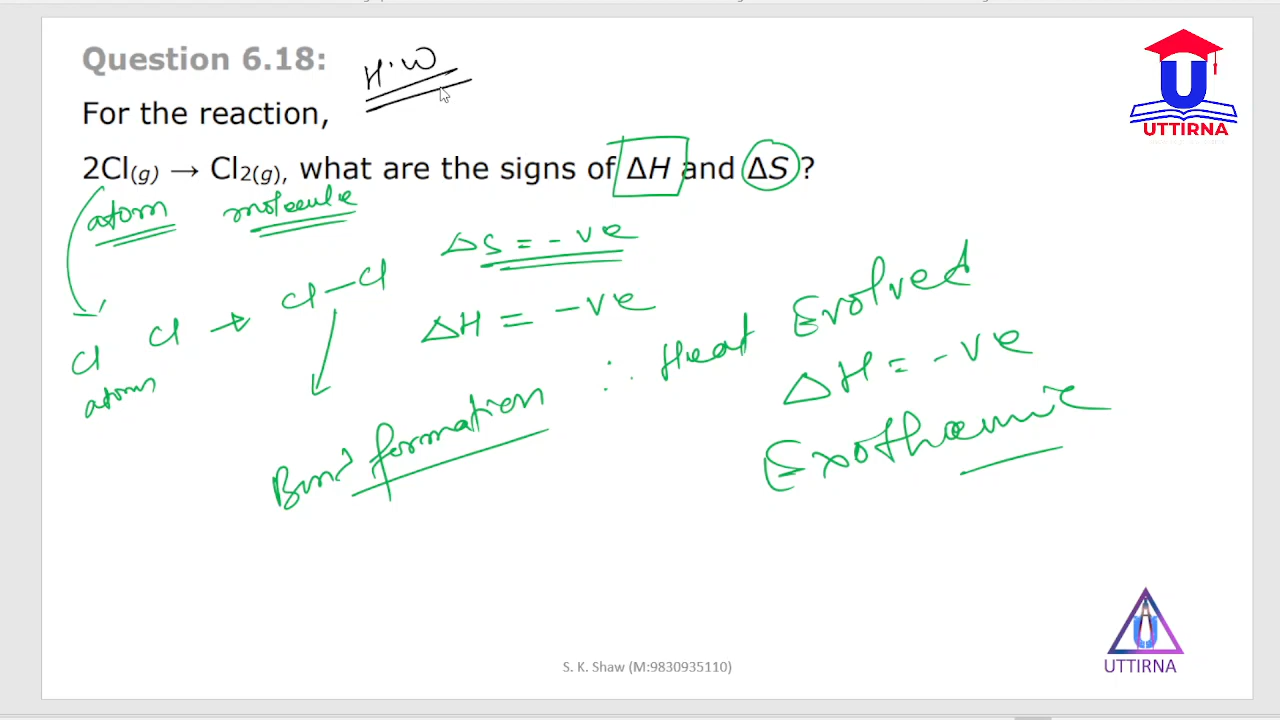 Question 6.18:
H.W
For the reaction,
2Cl(g) → Cl2(g), what are the signs of ΔH and ΔS?
atom molecule
ΔS = -ve
Cl Cl → Cl-Cl
atoms
ΔH = -ve
Bond formation
∴ Heat Evolved
ΔH = -ve
Exothermic
U
UTTIRNA
S. K. Shaw (M:9830935110)
UTTIRNA